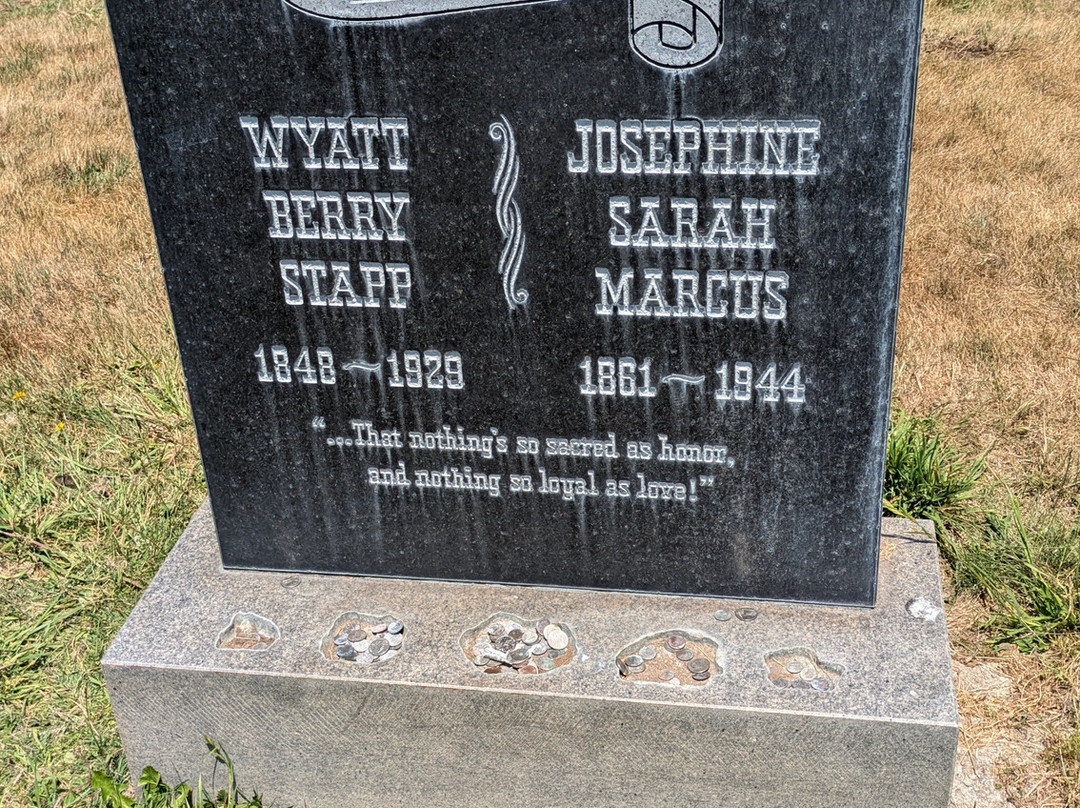 WYATT
BERRY
STAPP
1848 ~ 1929
JOSEPHINE
SARAH
MARCUS
1861 ~ 1944
“...That nothing's so sacred as honor,
and nothing so loyal as love!”